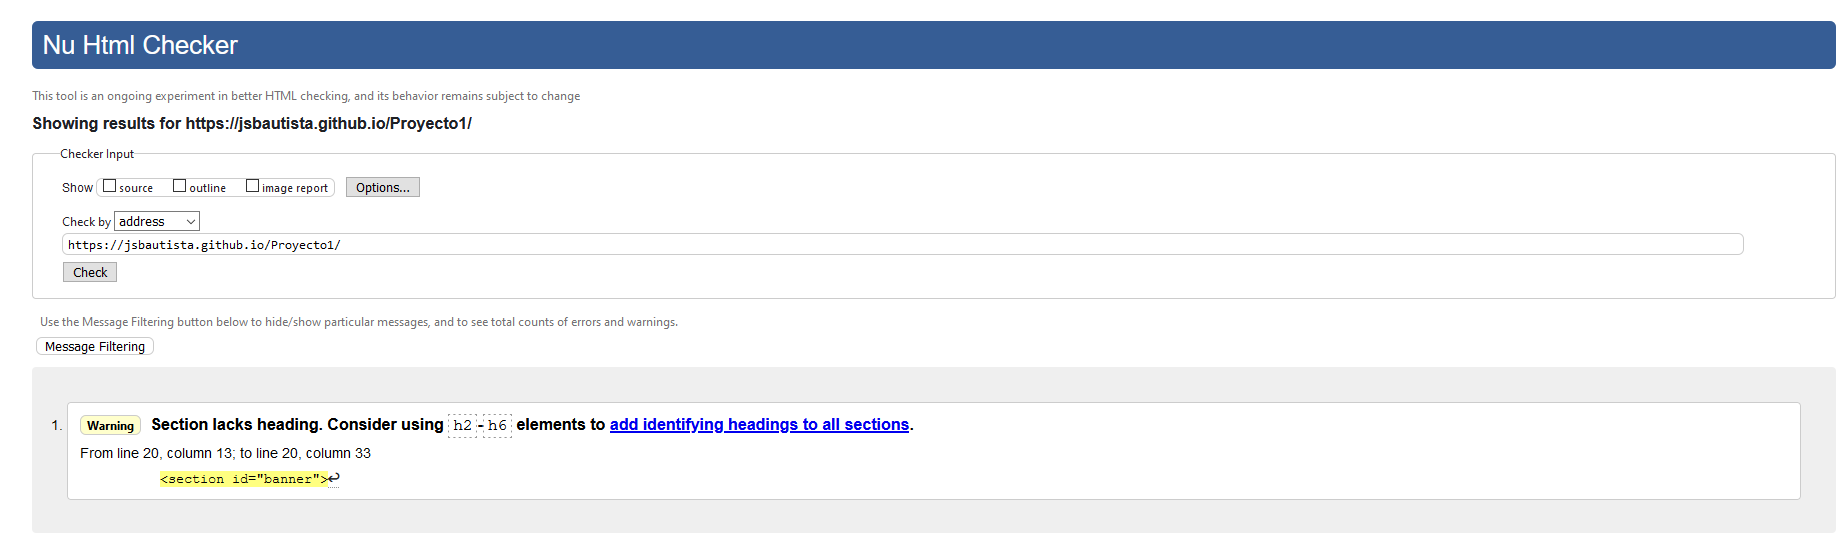 Nu Html Checker
This tool is an ongoing experiment in better HTML checking, and its behavior remains subject to change
Showing results for https://jsbautista.github.io/Proyecto1/
Checker Input
Show source outline image report Options...
Check by address
https://jsbautista.github.io/Proyecto1/
Check
Use the Message Filtering button below to hide/show particular messages, and to see total counts of errors and warnings.
Message Filtering
1. Warning Section lacks heading. Consider using h2-h6 elements to add identifying headings to all sections.
From line 20, column 13; to line 20, column 33
<section id="banner">↩